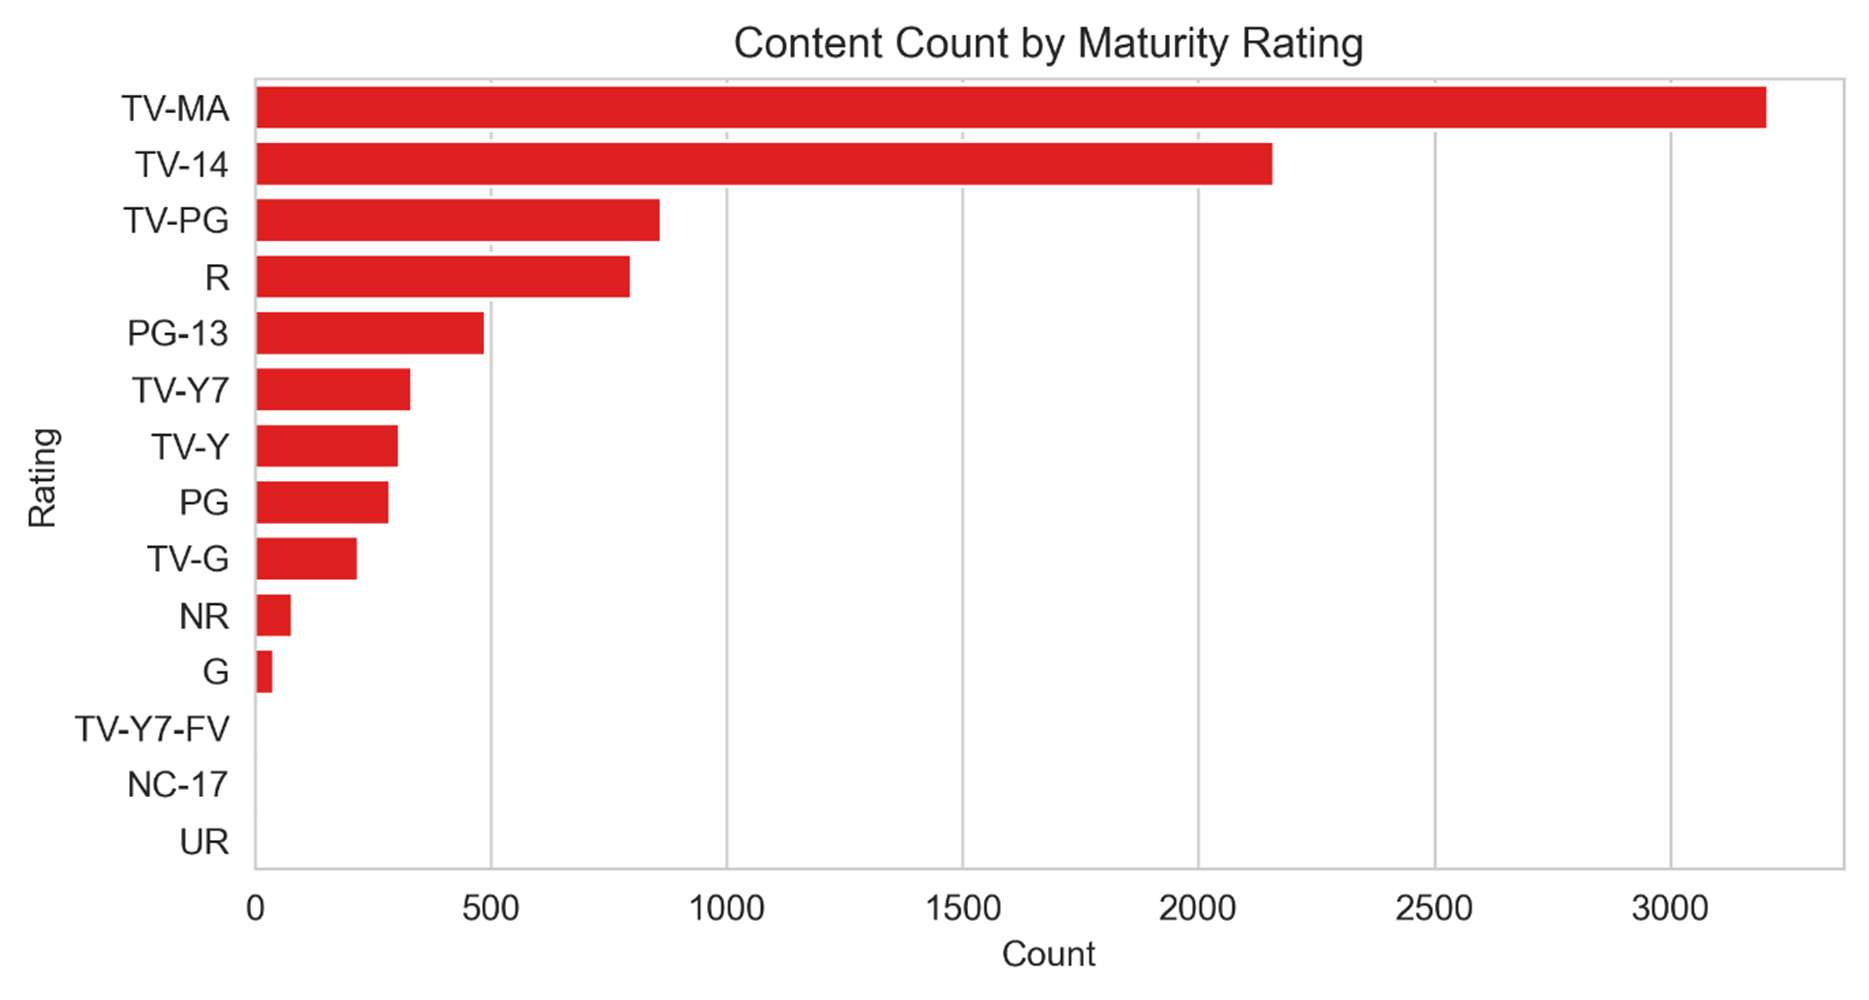 Content Count by Maturity Rating
TV-MA
TV-14
TV-PG
R
PG-13
TV-Y7
TV-Y
PG
TV-G
NR
G
TV-Y7-FV
NC-17
UR
Rating
0 500 1000 1500 2000 2500 3000
Count